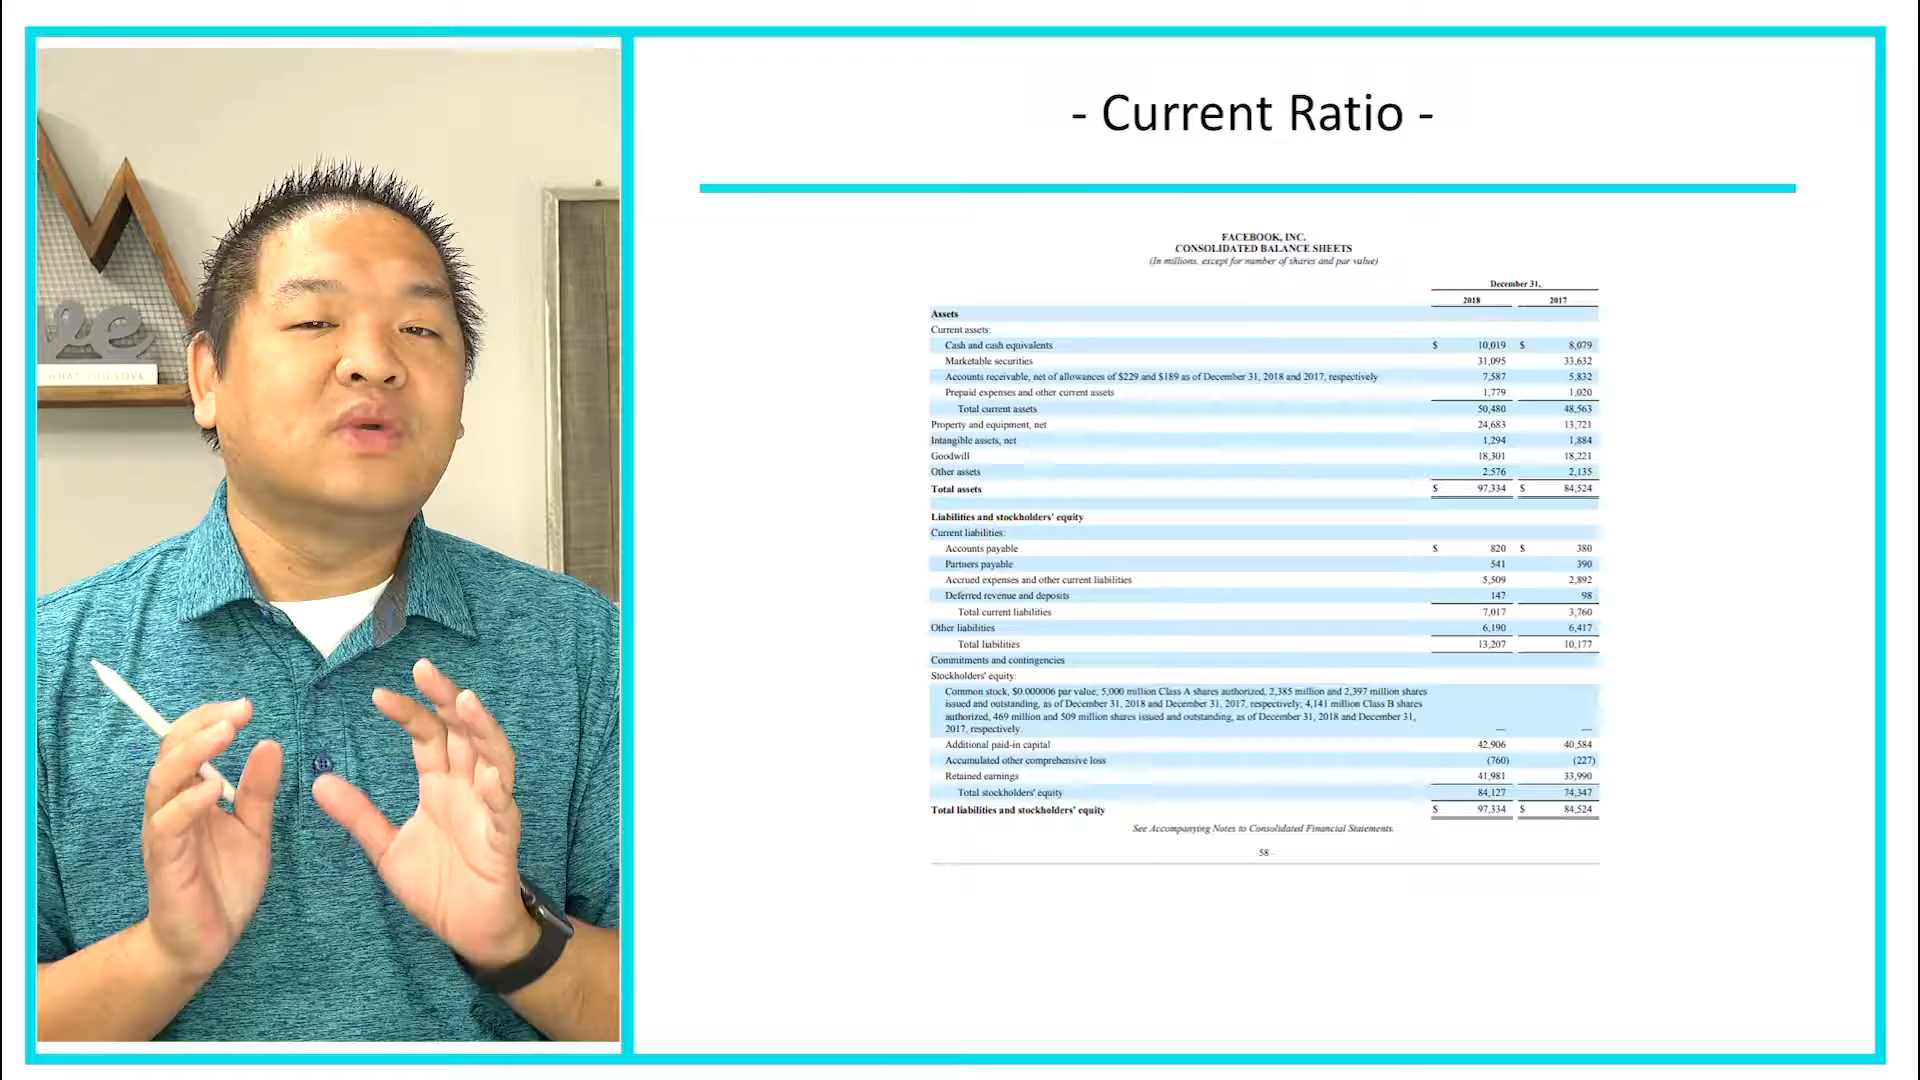 - Current Ratio -
WHAT YOU LOVE
FACEBOOK, INC.
CONSOLIDATED BALANCE SHEETS
(In millions, except for number of shares and par value)
December 31,
2018 2017
Assets
Current assets:
Cash and cash equivalents $ 10,019 $ 8,079
Marketable securities 31,095 33,632
Accounts receivable, net of allowances of $229 and $189 as of December 31, 2018 and 2017, respectively 7,587 5,832
Prepaid expenses and other current assets 1,779 1,020
Total current assets 50,480 48,563
Property and equipment, net 24,683 13,721
Intangible assets, net 1,294 1,884
Goodwill 18,301 18,221
Other assets 2,576 2,135
Total assets $ 97,334 $ 84,524
Liabilities and stockholders' equity
Current liabilities:
Accounts payable $ 820 $ 380
Partners payable 541 390
Accrued expenses and other current liabilities 5,509 2,892
Deferred revenue and deposits 147 98
Total current liabilities 7,017 3,760
Other liabilities 6,190 6,417
Total liabilities 13,207 10,177
Commitments and contingencies
Stockholders' equity:
Common stock, $0.000006 par value; 5,000 million Class A shares authorized, 2,385 million and 2,397 million shares
issued and outstanding, as of December 31, 2018 and December 31, 2017, respectively; 4,141 million Class B shares
authorized, 469 million and 509 million shares issued and outstanding, as of December 31, 2018 and December 31,
2017, respectively. — —
Additional paid-in capital 42,906 40,584
Accumulated other comprehensive loss (760) (227)
Retained earnings 41,981 33,990
Total stockholders' equity 84,127 74,347
Total liabilities and stockholders' equity $ 97,334 $ 84,524
See Accompanying Notes to Consolidated Financial Statements.
58